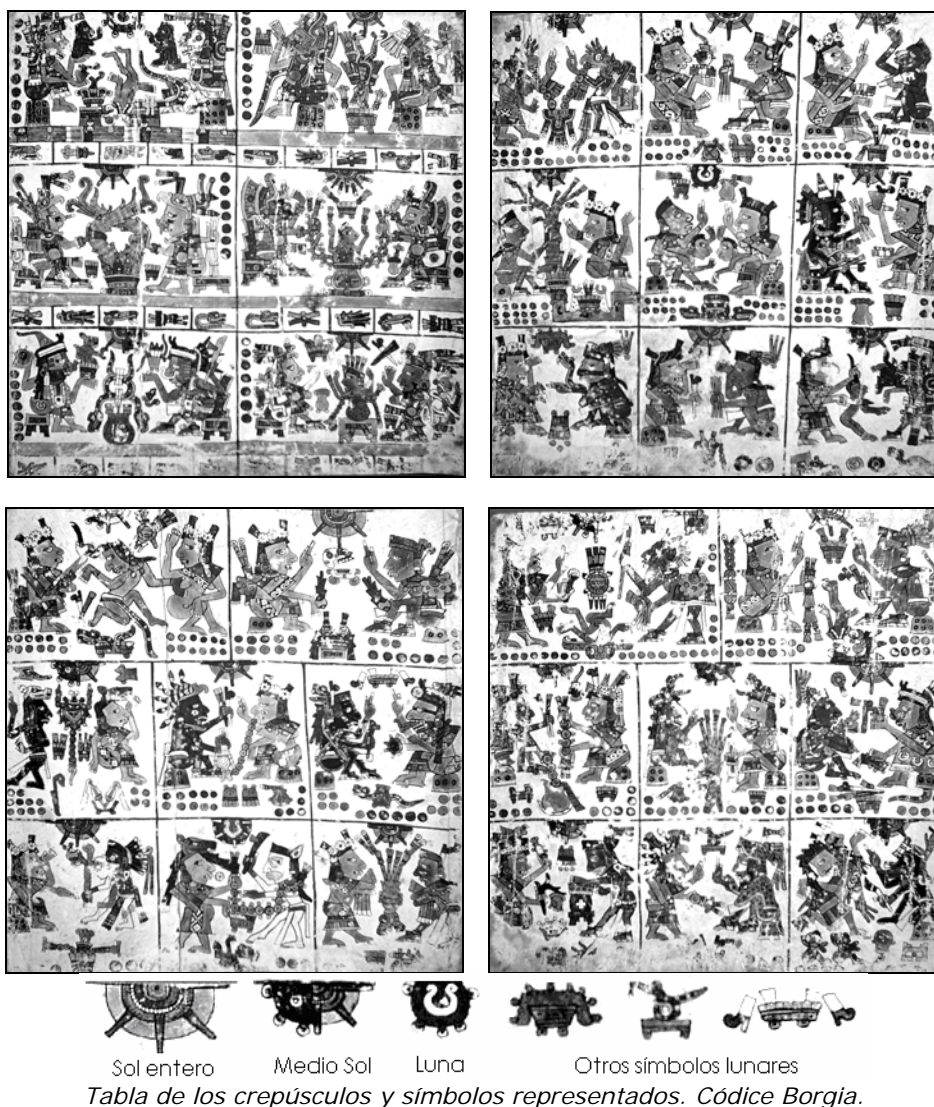 Sol entero Medio Sol Luna Otros símbolos lunares
Tabla de los crepúsculos y símbolos representados. Códice Borgia.